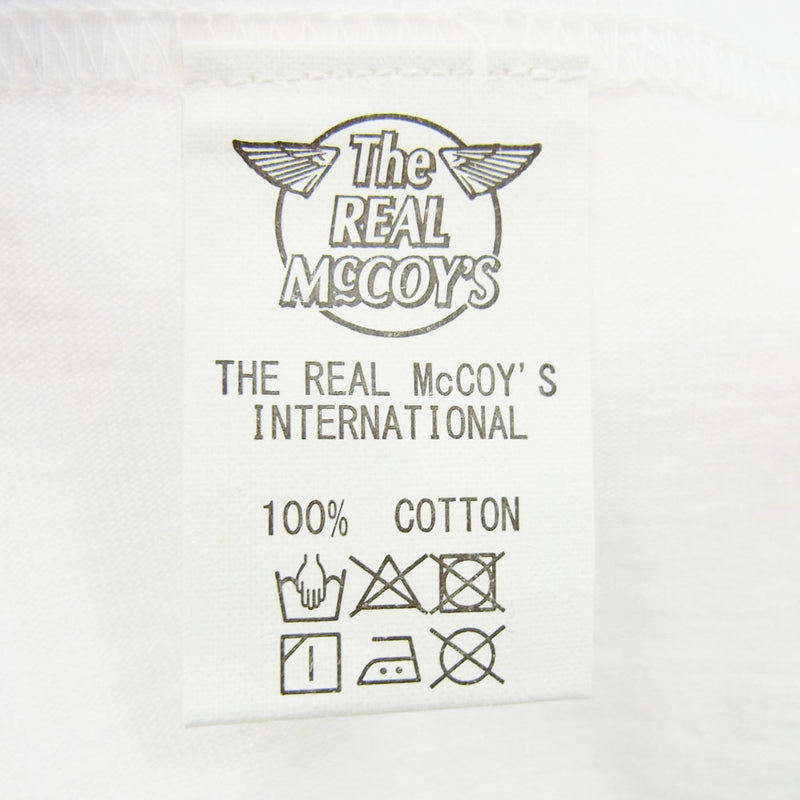 The
REAL
McCOY'S
THE REAL McCOY'S
INTERNATIONAL
100% COTTON